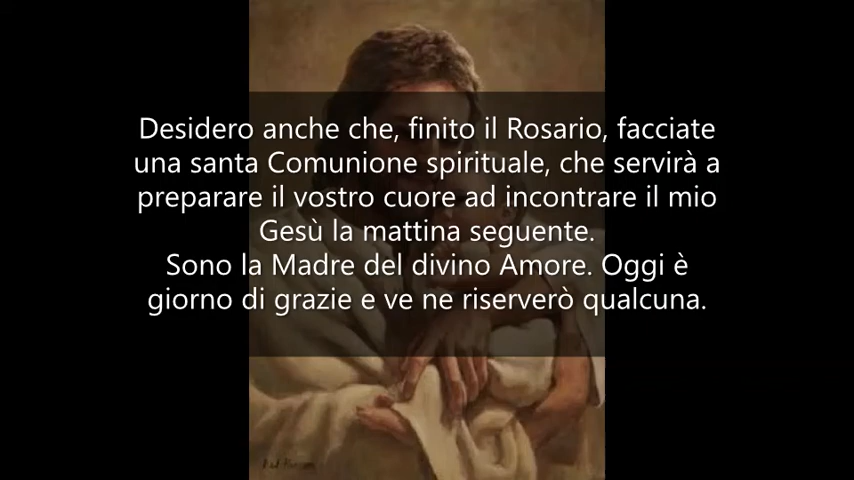 Desidero anche che, finito il Rosario, facciate
una santa Comunione spirituale, che servirà a
preparare il vostro cuore ad incontrare il mio
Gesù la mattina seguente.
Sono la Madre del divino Amore. Oggi è
giorno di grazie e ve ne riserverò qualcuna.